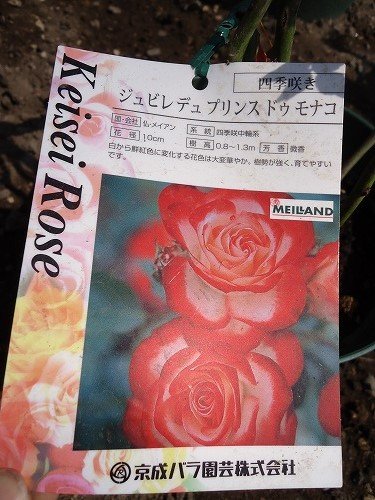 Keisei Rose
四季咲き
ジュビレ デュ プリンス ドゥ モナコ
国・会社 仏・メイアン 系統 四季咲中輪系
花径 10cm 樹高 0.8〜1.3m 芳香 微香
白から鮮紅色に変化する花色は大変華やか、樹勢が強く、育てやすい
です。
MEILLAND
京成バラ園芸株式会社